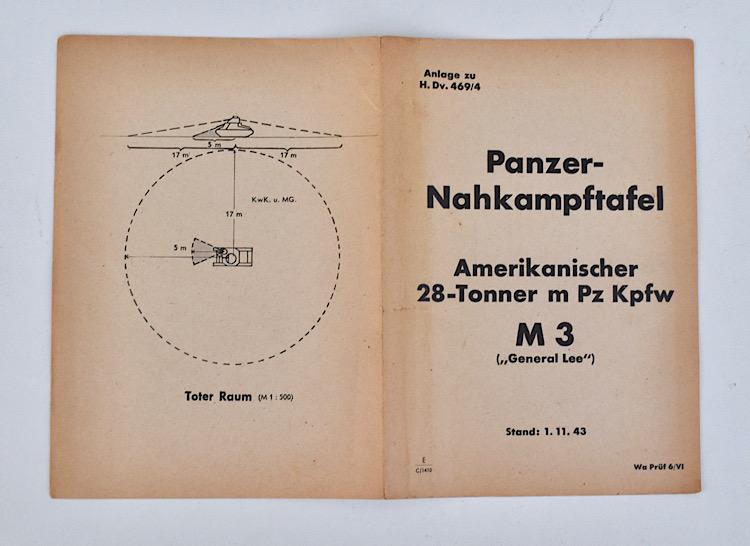 5 m
17 m
17 m
KwK. u. MG.
17 m
5 m
Toter Raum (M 1 : 500)
Anlage zu
H. Dv. 469/4
Panzer-
Nahkampftafel
Amerikanischer
28-Tonner m Pz Kpfw
M 3
(„General Lee“)
Stand: 1. 11. 43
E
C/1410
Wa Prüf 6/VI